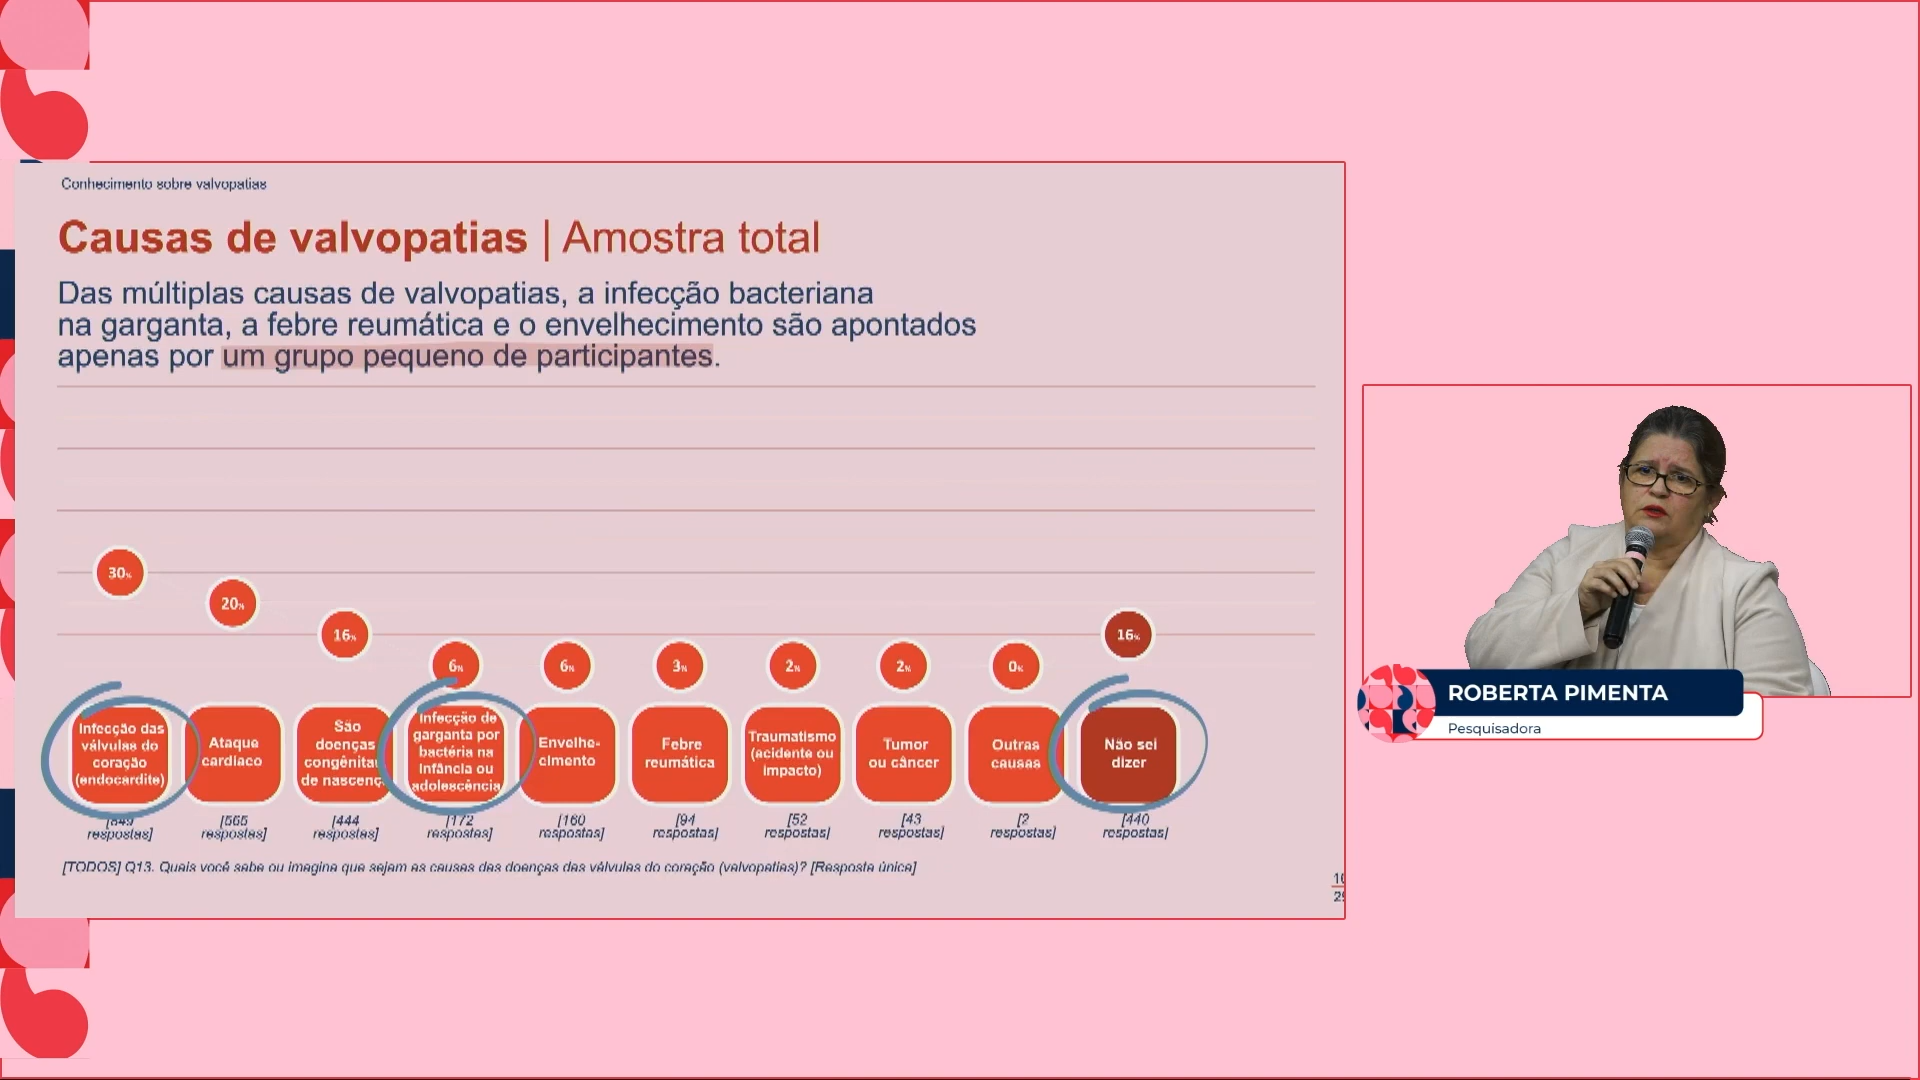 Conhecimento sobre valvopatias
Causas de valvopatias | Amostra total
Das múltiplas causas de valvopatias, a infecção bacteriana
na garganta, a febre reumática e o envelhecimento são apontados
apenas por um grupo pequeno de participantes.
30%
20%
16%
6%
6%
3%
2%
2%
0%
16%
Infecção das
válvulas do
coração
(endocardite)
Ataque
cardíaco
São
doenças
congênitas
de nascença
Infecção de
garganta por
bactéria na
infância ou
adolescência
Envelhe-
cimento
Febre
reumática
Traumatismo
(acidente ou
impacto)
Tumor
ou câncer
Outras
causas
Não sei
dizer
[849
respostas]
[565
respostas]
[444
respostas]
[172
respostas]
[160
respostas]
[94
respostas]
[52
respostas]
[43
respostas]
[2
respostas]
[440
respostas]
[TODOS] Q13. Quais você sabe ou imagina que sejam as causas das doenças das válvulas do coração (valvopatias)? [Resposta única]
ROBERTA PIMENTA
Pesquisadora